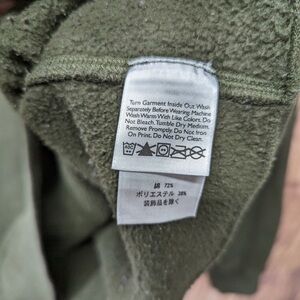 Turn Garment Inside Out Wash
Separately Before Wearing. Machine
Wash Warm With Like Colors. Do
Not Bleach. Tumble Dry Medium.
Remove Promptly. Do Not Iron
On Print. Do Not Dry Clean.
綿 72%
ポリエステル 28%
装飾品を除く